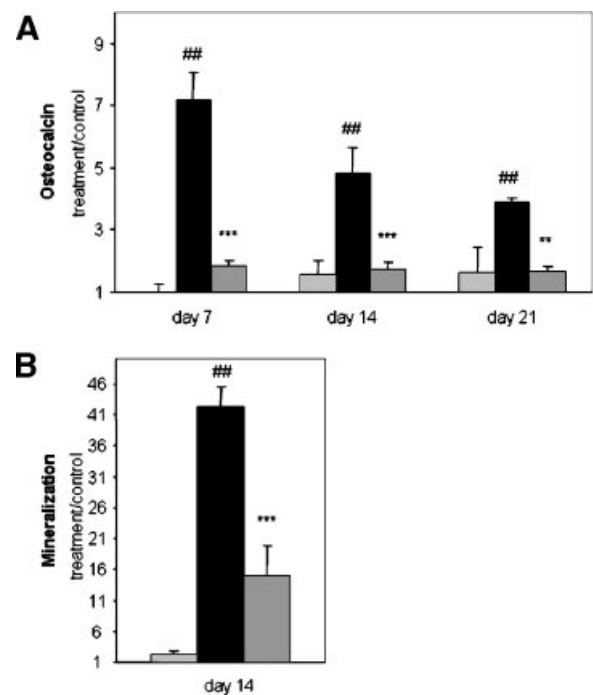 A
Osteocalcin
treatment/control
9
7
5
3
1
##
***
##
***
##
**
day 7
day 14
day 21
B
Mineralization
treatment/control
46
41
36
31
26
21
16
11
6
1
##
***
day 14